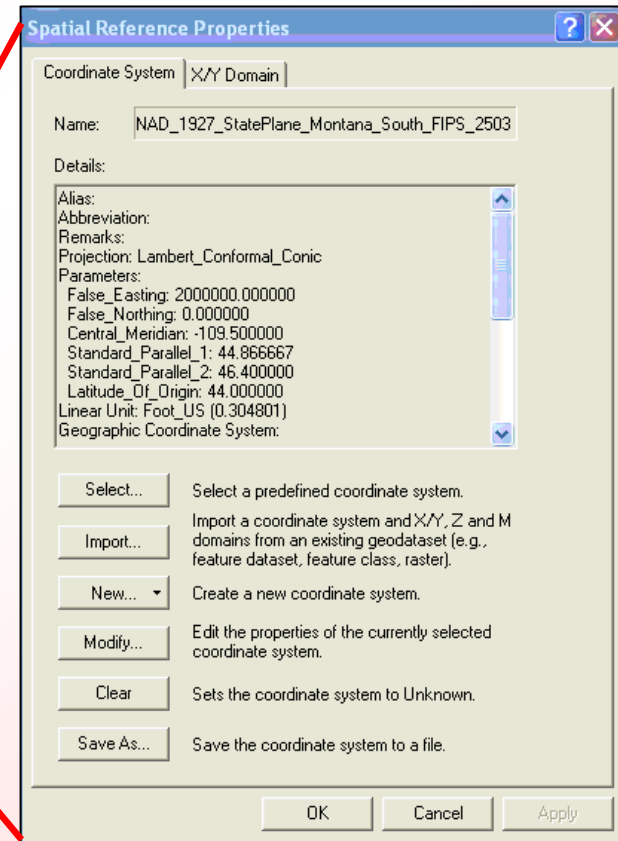 Spatial Reference Properties
Coordinate System
X/Y Domain
Name: NAD_1927_StatePlane_Montana_South_FIPS_2503
Details:
Alias:
Abbreviation:
Remarks:
Projection: Lambert_Conformal_Conic
Parameters:
False_Easting: 2000000.000000
False_Northing: 0.000000
Central_Meridian: -109.500000
Standard_Parallel_1: 44.866667
Standard_Parallel_2: 46.400000
Latitude_Of_Origin: 44.000000
Linear Unit: Foot_US (0.304801)
Geographic Coordinate System:
Select... Select a predefined coordinate system.
Import... Import a coordinate system and X/Y, Z and M
domains from an existing geodataset (e.g.,
feature dataset, feature class, raster).
New... Create a new coordinate system.
Modify... Edit the properties of the currently selected
coordinate system.
Clear Sets the coordinate system to Unknown.
Save As... Save the coordinate system to a file.
OK Cancel Apply